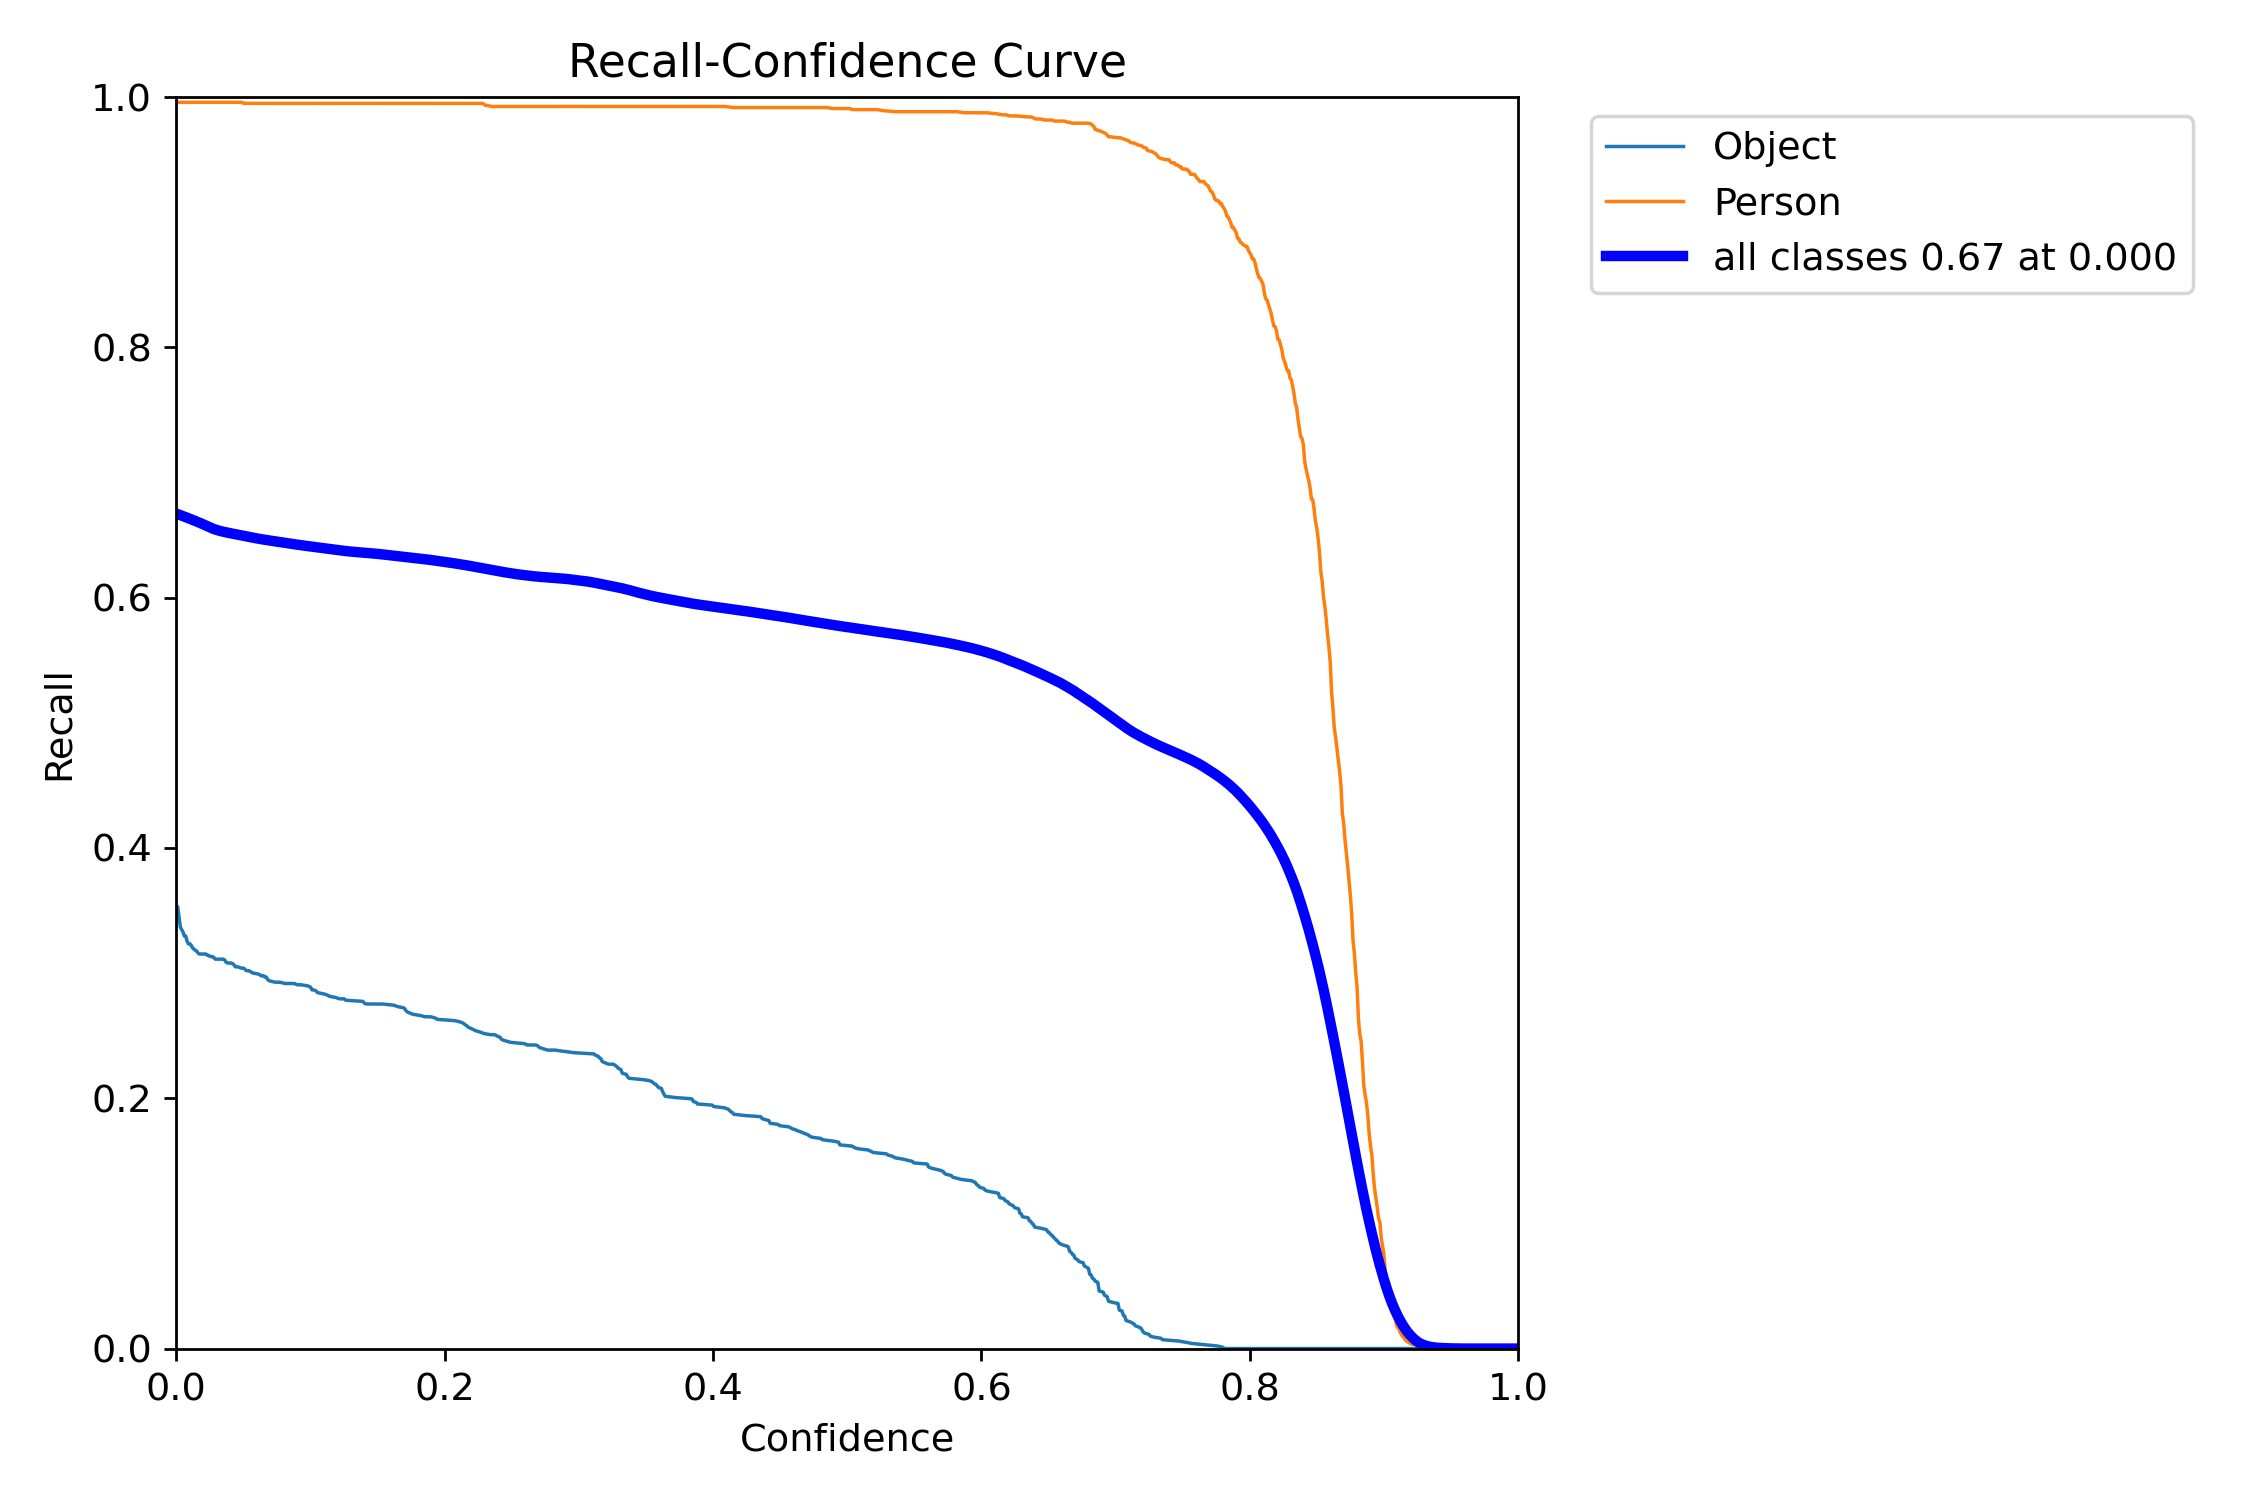 Recall-Confidence Curve
1.0
0.8
0.6
0.4
0.2
0.0
Recall
0.0 0.2 0.4 0.6 0.8 1.0
Confidence
Object
Person
all classes 0.67 at 0.000